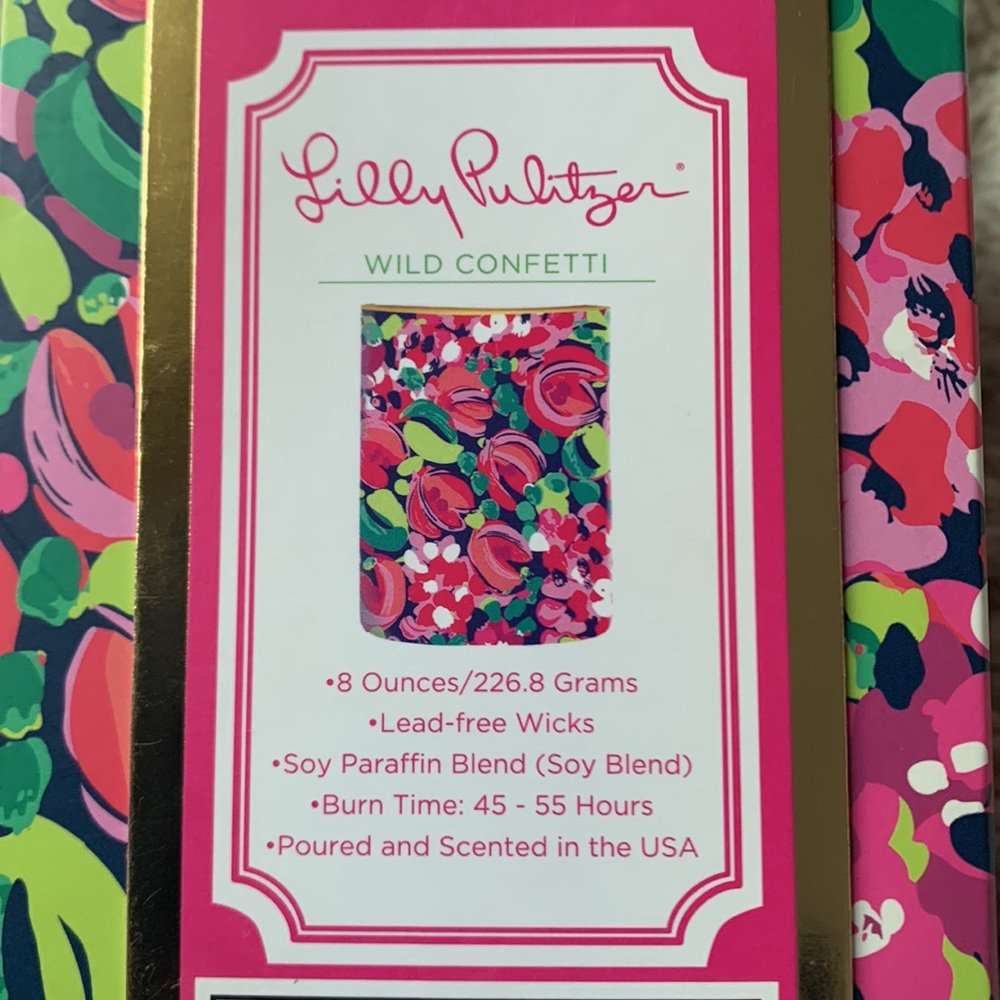 Lilly Pulitzer®
WILD CONFETTI
•8 Ounces/226.8 Grams
•Lead-free Wicks
•Soy Paraffin Blend (Soy Blend)
•Burn Time: 45 - 55 Hours
•Poured and Scented in the USA